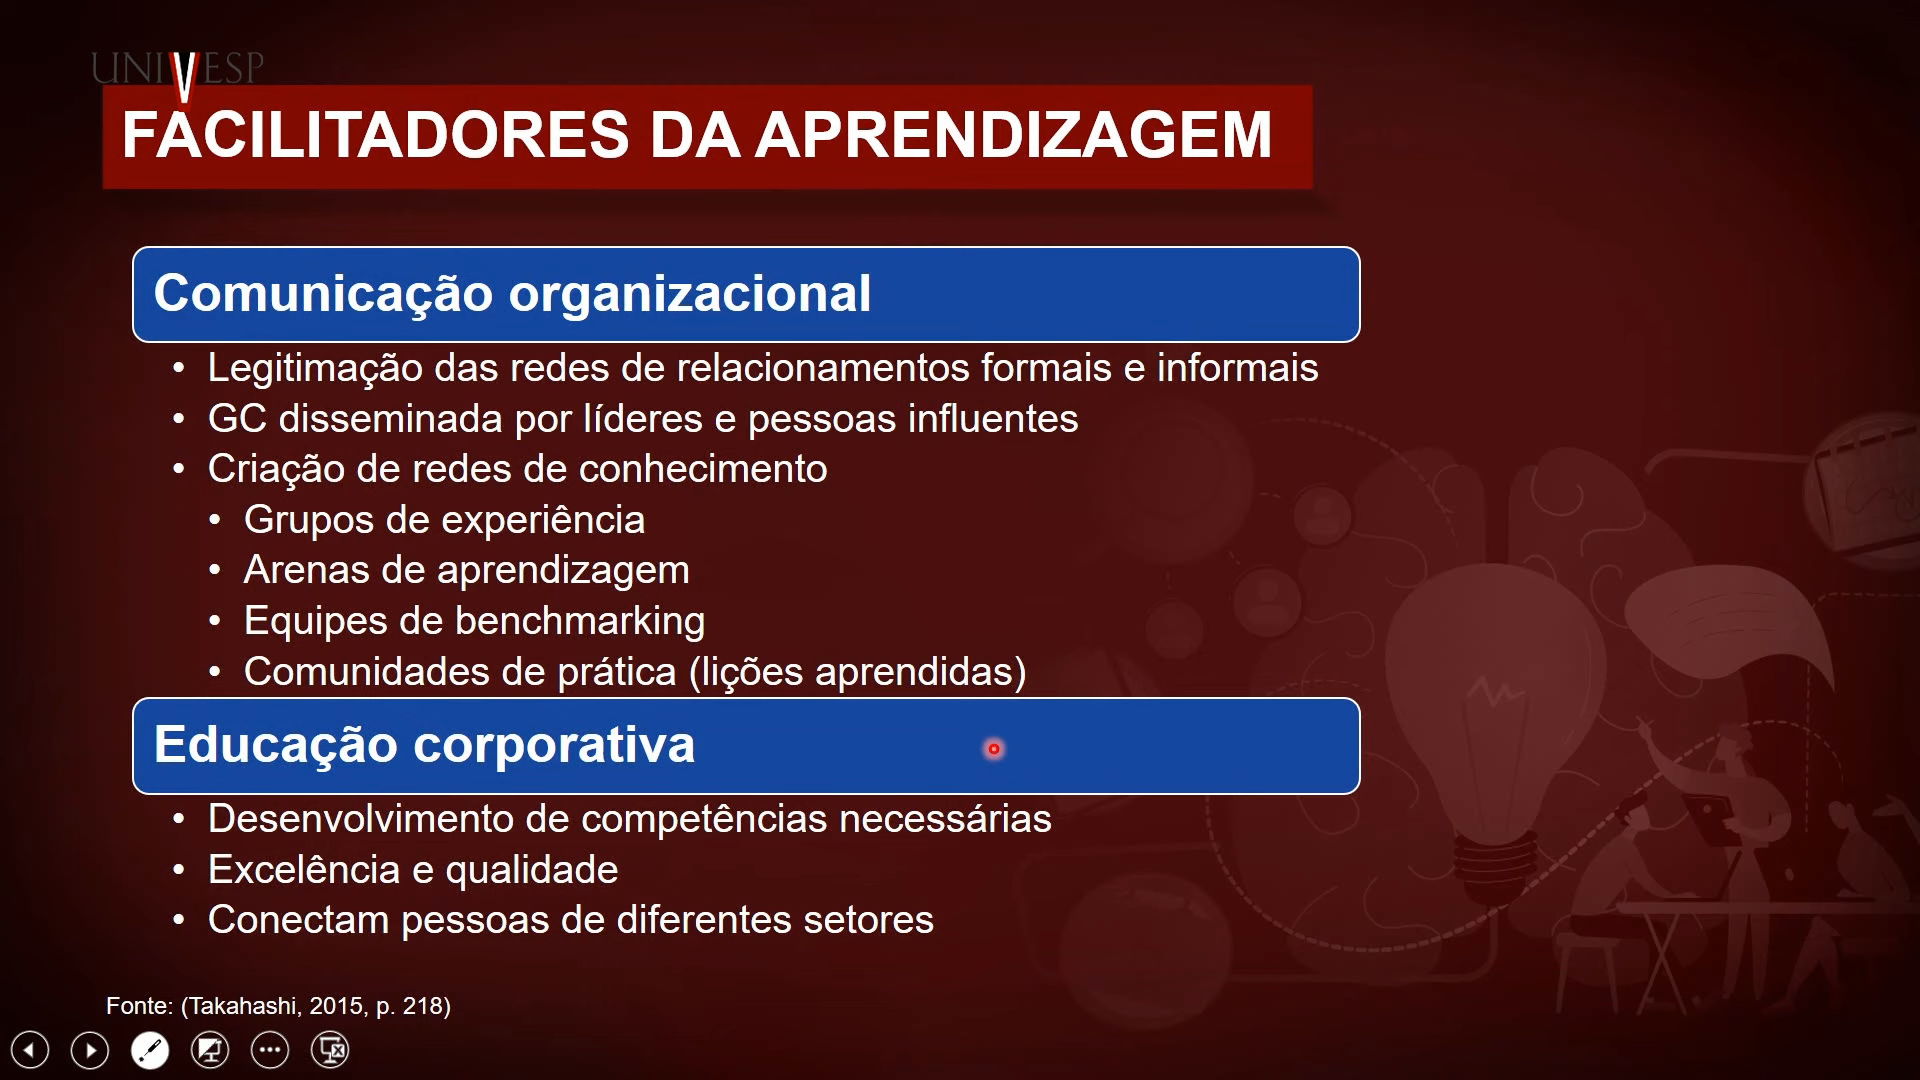 UNIVESP
FACILITADORES DA APRENDIZAGEM
Comunicação organizacional
• Legitimação das redes de relacionamentos formais e informais
• GC disseminada por líderes e pessoas influentes
• Criação de redes de conhecimento
• Grupos de experiência
• Arenas de aprendizagem
• Equipes de benchmarking
• Comunidades de prática (lições aprendidas)
Educação corporativa
• Desenvolvimento de competências necessárias
• Excelência e qualidade
• Conectam pessoas de diferentes setores
Fonte: (Takahashi, 2015, p. 218)